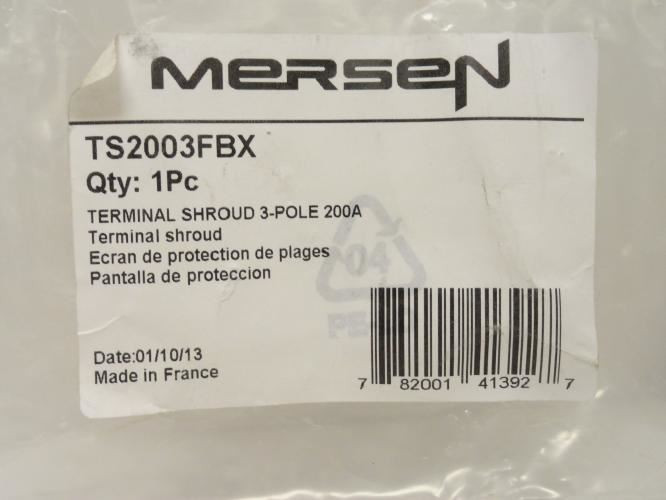 MERSEN
TS2003FBX
Qty: 1Pc
TERMINAL SHROUD 3-POLE 200A
Terminal shroud
Ecran de protection de plages
Pantalla de proteccion
04
Date:01/10/13
Made in France
7 82001 41392 7